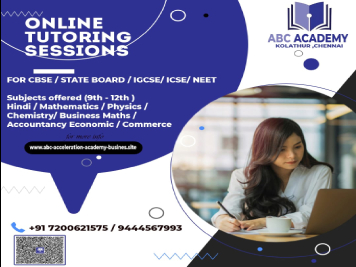 ONLINE
TUTORING
SESSIONS
ABC ACADEMY
KOLATHUR ,CHENNAI
FOR CBSE / STATE BOARD / IGCSE/ ICSE/ NEET
Subjects offered (9th - 12th )
Hindi / Mathematics / Physics /
Chemistry/ Business Maths /
Accountancy Economic / Commerce
www.abc-acceleration-academy-busines.site
+91 7200621575 / 9444567993